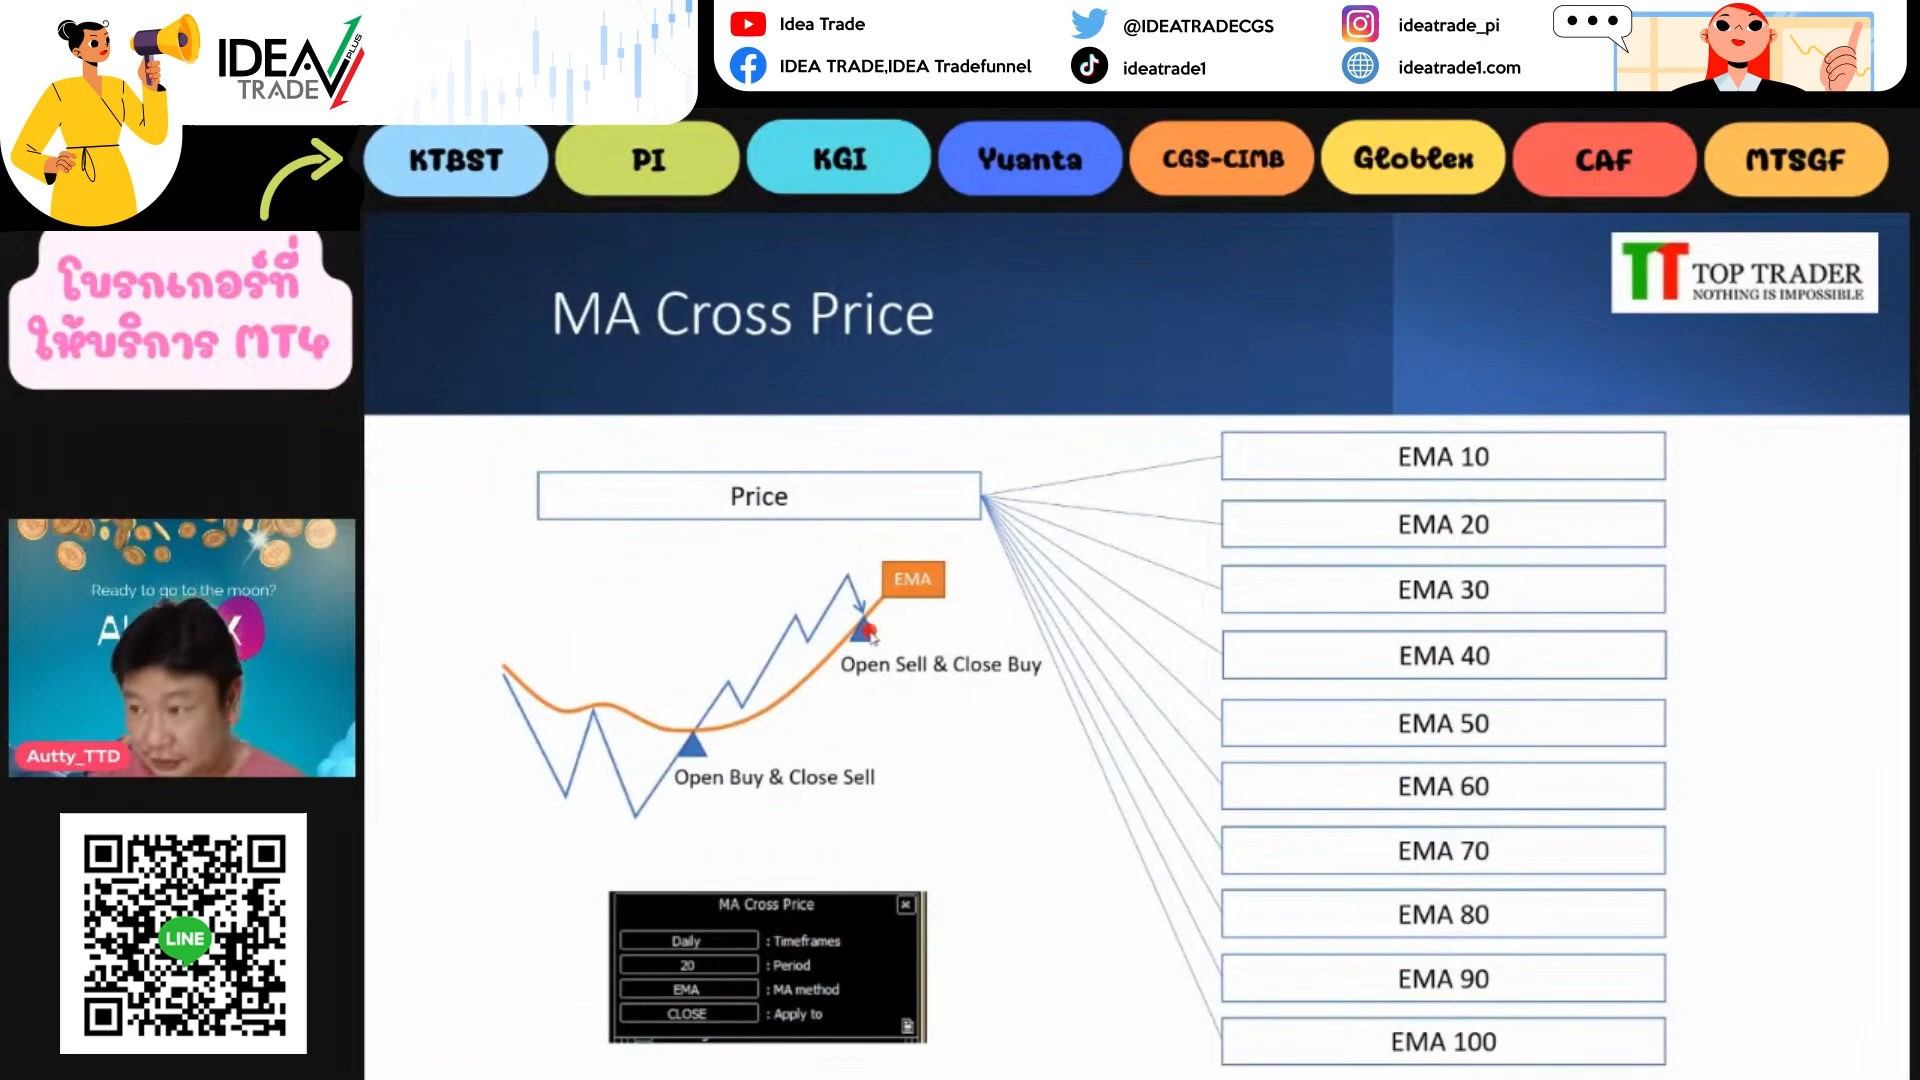 IDEA
TRADE
PLUS
Idea Trade
@IDEATRADECGS
ideatrade_pi
IDEA TRADE,IDEA Tradefunnel
ideatrade1
ideatrade1.com
KTBST
PI
KGI
Yuanta
CGS-CIMB
Globlex
CAF
MTSGF
โบรกเกอร์ที่
ให้บริการ MT4
MA Cross Price
TT TOP TRADER
NOTHING IS IMPOSSIBLE
Price
EMA
Open Sell & Close Buy
Open Buy & Close Sell
EMA 10
EMA 20
EMA 30
EMA 40
EMA 50
EMA 60
EMA 70
EMA 80
EMA 90
EMA 100
MA Cross Price
Daily : Timeframes
20 : Period
EMA : MA method
CLOSE : Apply to
Ready to go to the moon?
Autty_TTD
LINE